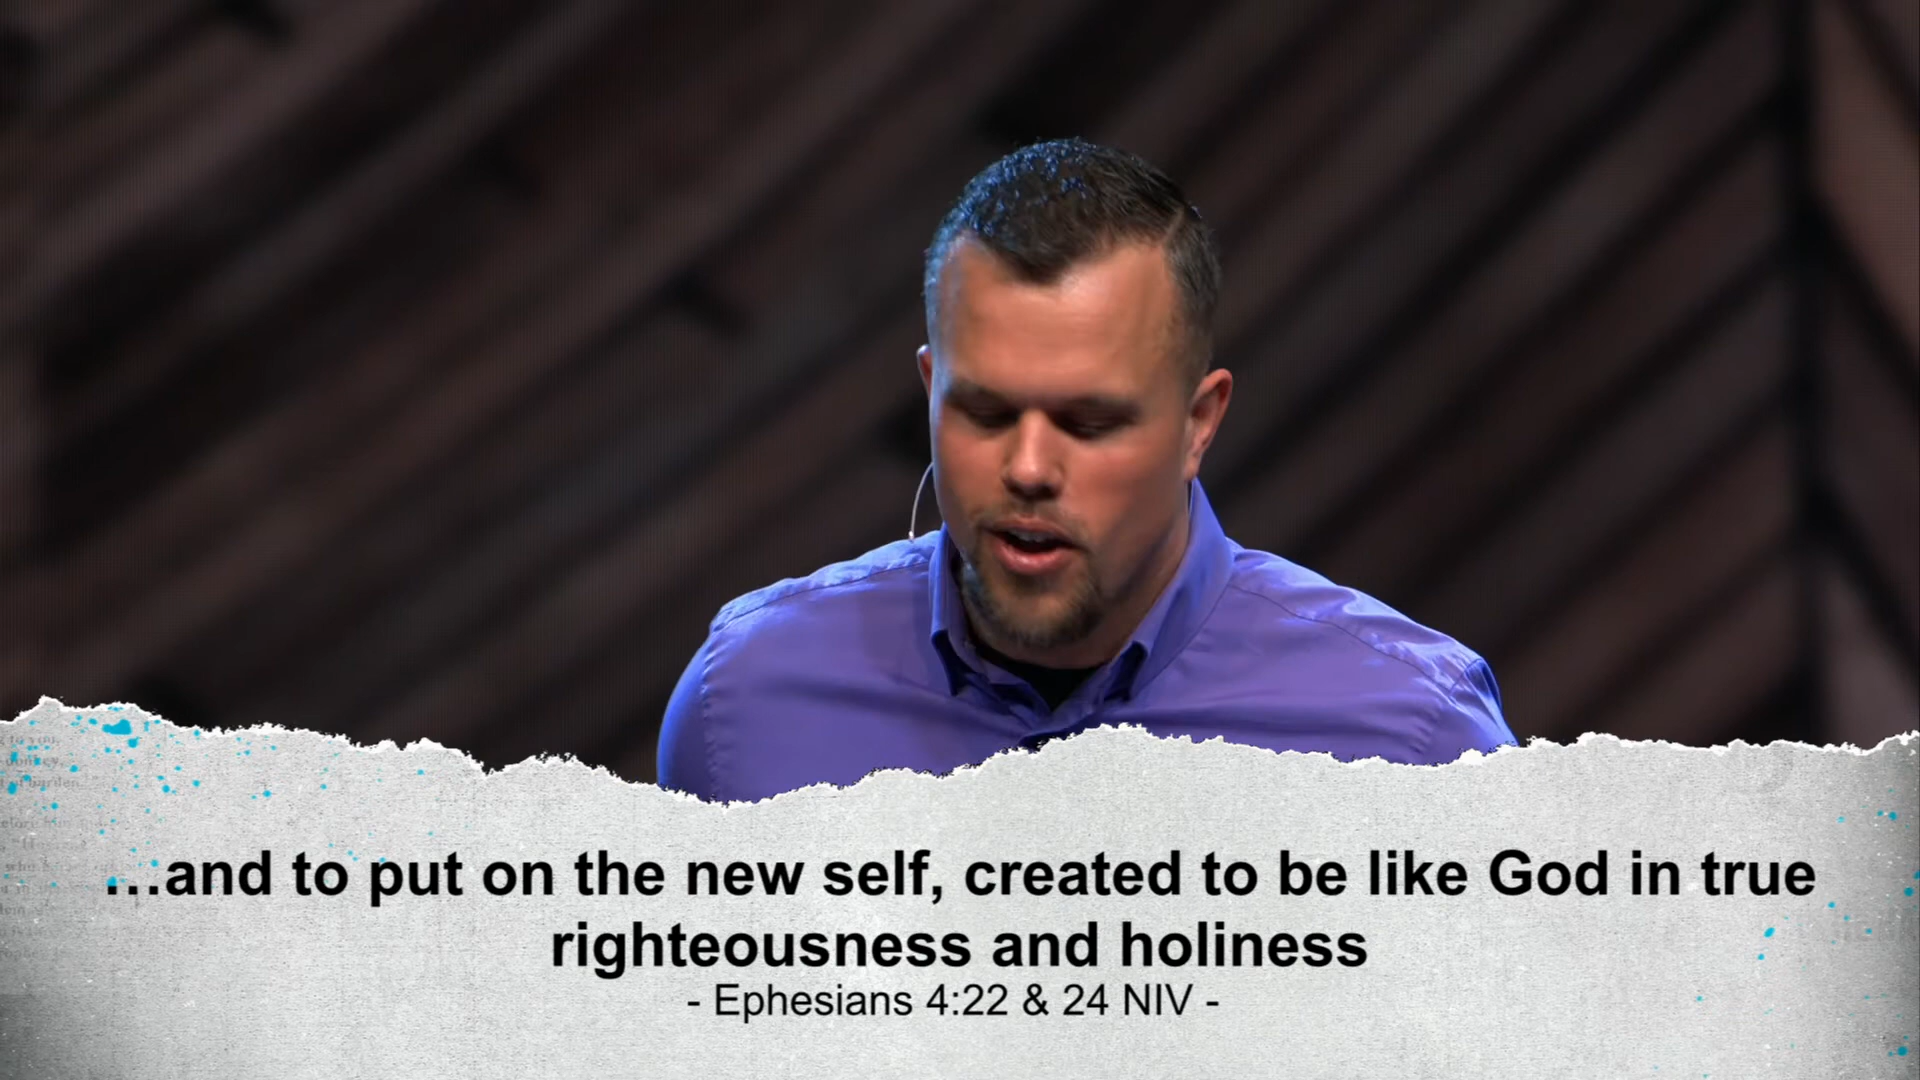 …and to put on the new self, created to be like God in true
righteousness and holiness
- Ephesians 4:22 & 24 NIV -